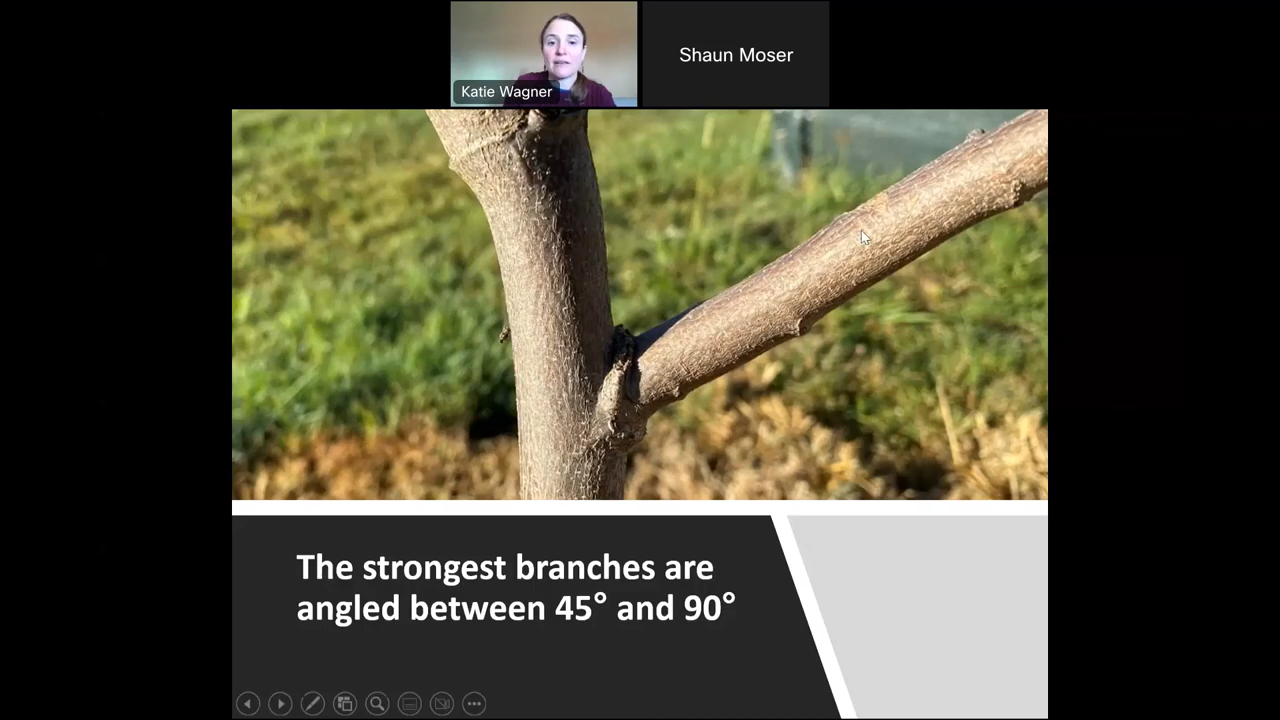 Katie Wagner
Shaun Moser
The strongest branches are
angled between 45° and 90°